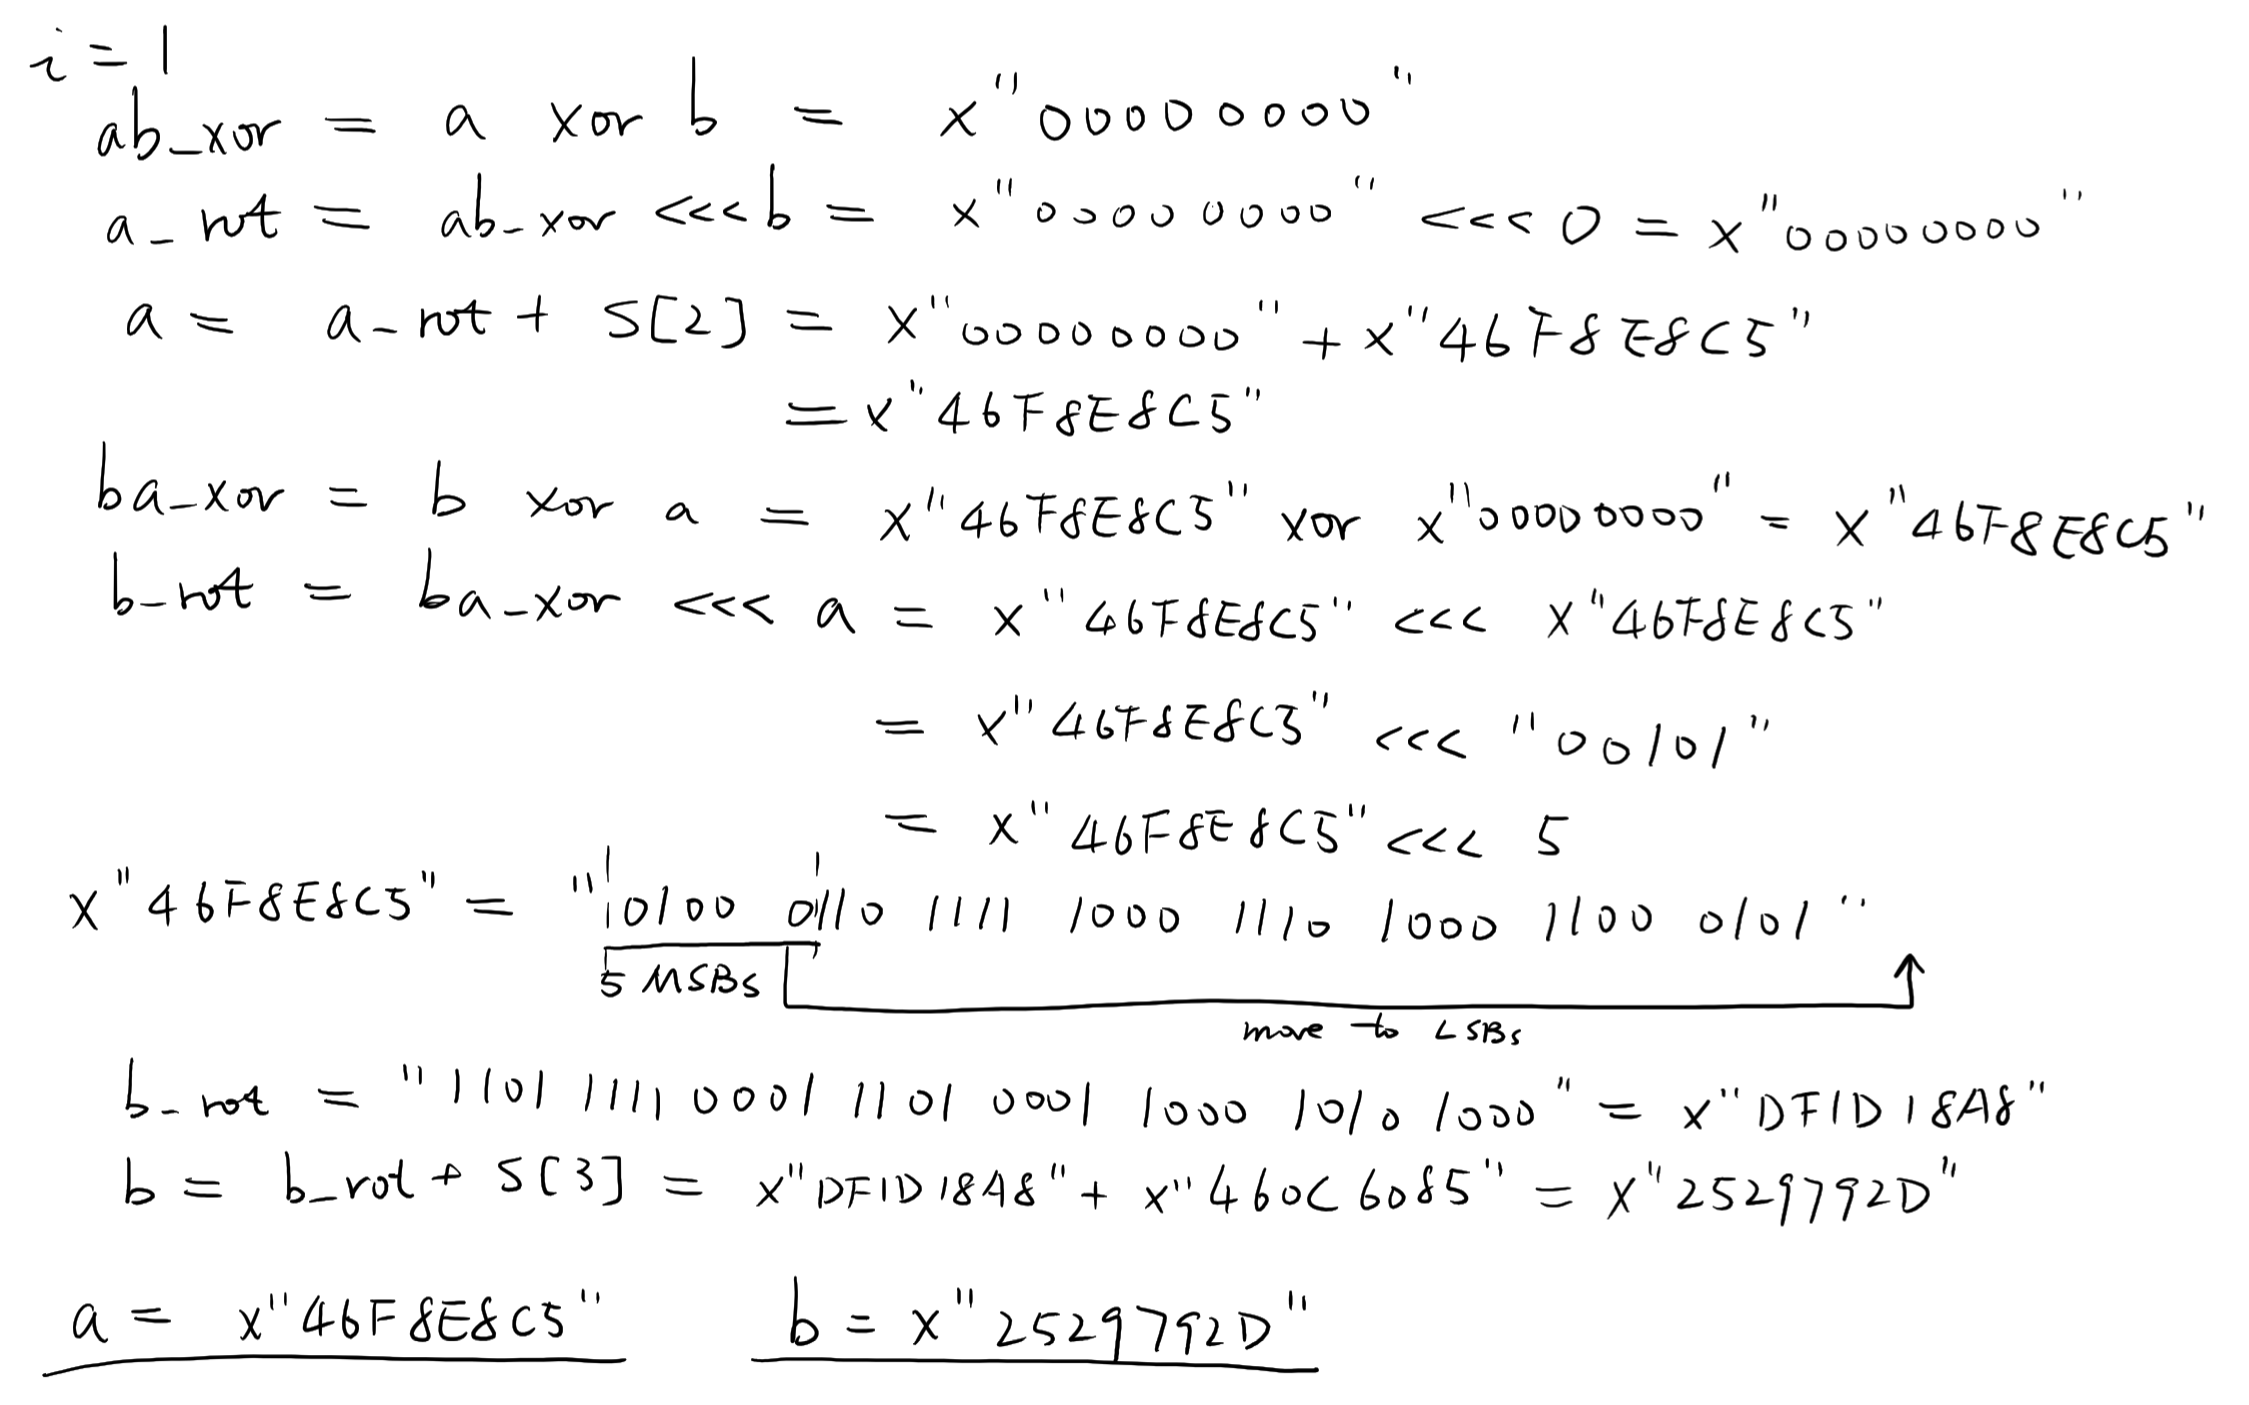 i = 1
ab_xor = a xor b = x"00000000"
a_rot = ab_xor <<< b = x"00000000" <<< 0 = x"00000000"
a = a_rot + S[2] = x"00000000" + x"46F8E8C5"
= x"46F8E8C5"
ba_xor = b xor a = x"46F8E8C5" xor x"00000000" = x"46F8E8C5"
b_rot = ba_xor <<< a = x"46F8E8C5" <<< x"46F8E8C5"
= x"46F8E8C5" <<< "00101"
= x"46F8E8C5" <<< 5
x"46F8E8C5" = "0100 0110 1111 1000 1110 1000 1100 0101"
5 MSBs
move to LSBs
b_rot = "1101 1111 0001 1101 0001 1000 1010 1000" = x"DF1D18A8"
b = b_rot + S[3] = x"DF1D18A8" + x"460C6085" = x"2529792D"
a = x"46F8E8C5" b = x"2529792D"